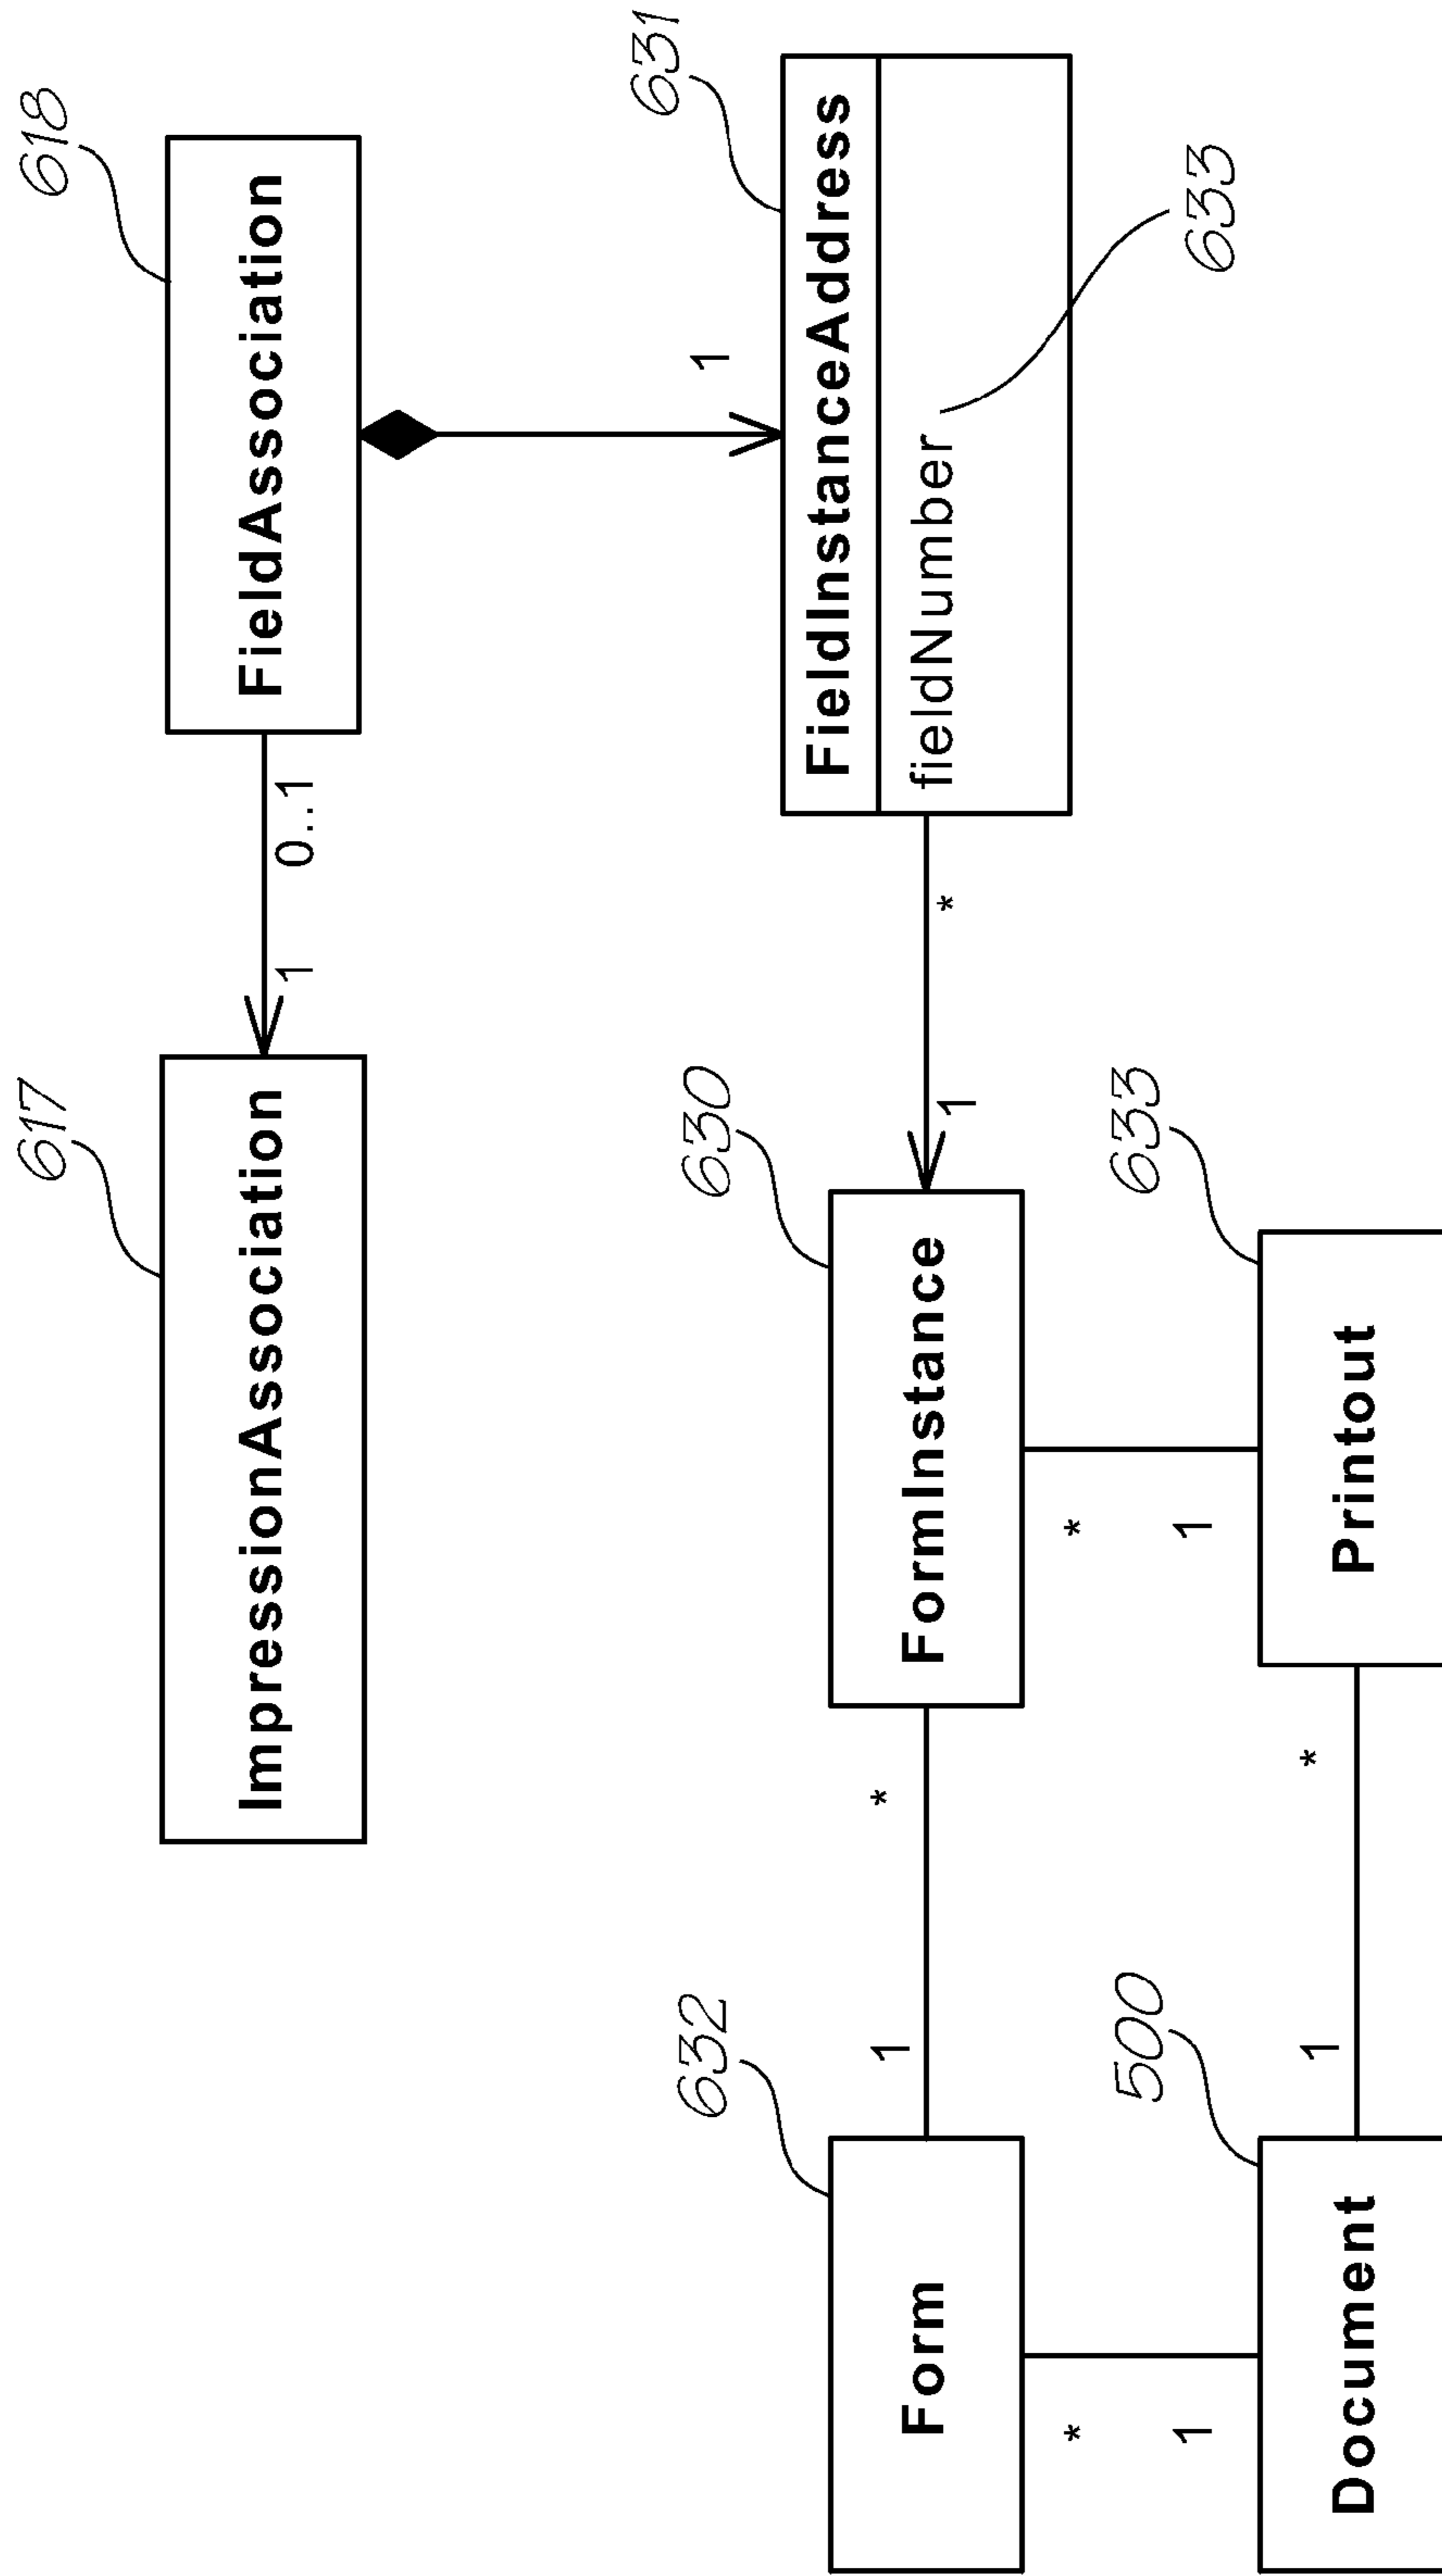 617
618
ImpressionAssociation
1
0..1
FieldAssociation
1
632
630
631
Form
1
*
FormInstance
1
*
FieldInstanceAddress
fieldNumber
*
1
*
1
500
633
633
Document
1
*
Printout